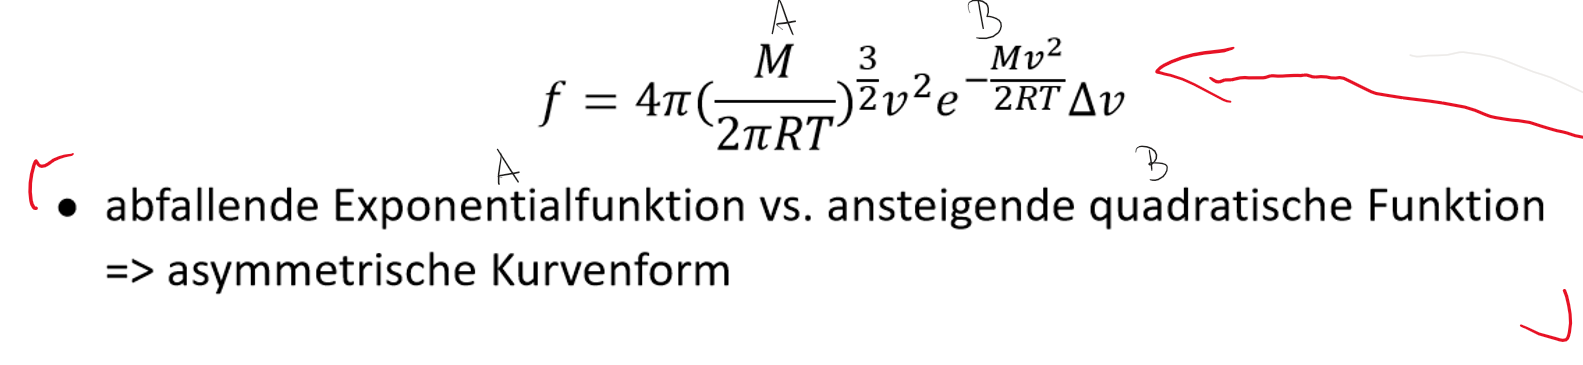 A B
f = 4π(M/2πRT)^(3/2) v² e^(−Mv²/2RT) Δv
A B
• abfallende Exponentialfunktion vs. ansteigende quadratische Funktion
=> asymmetrische Kurvenform